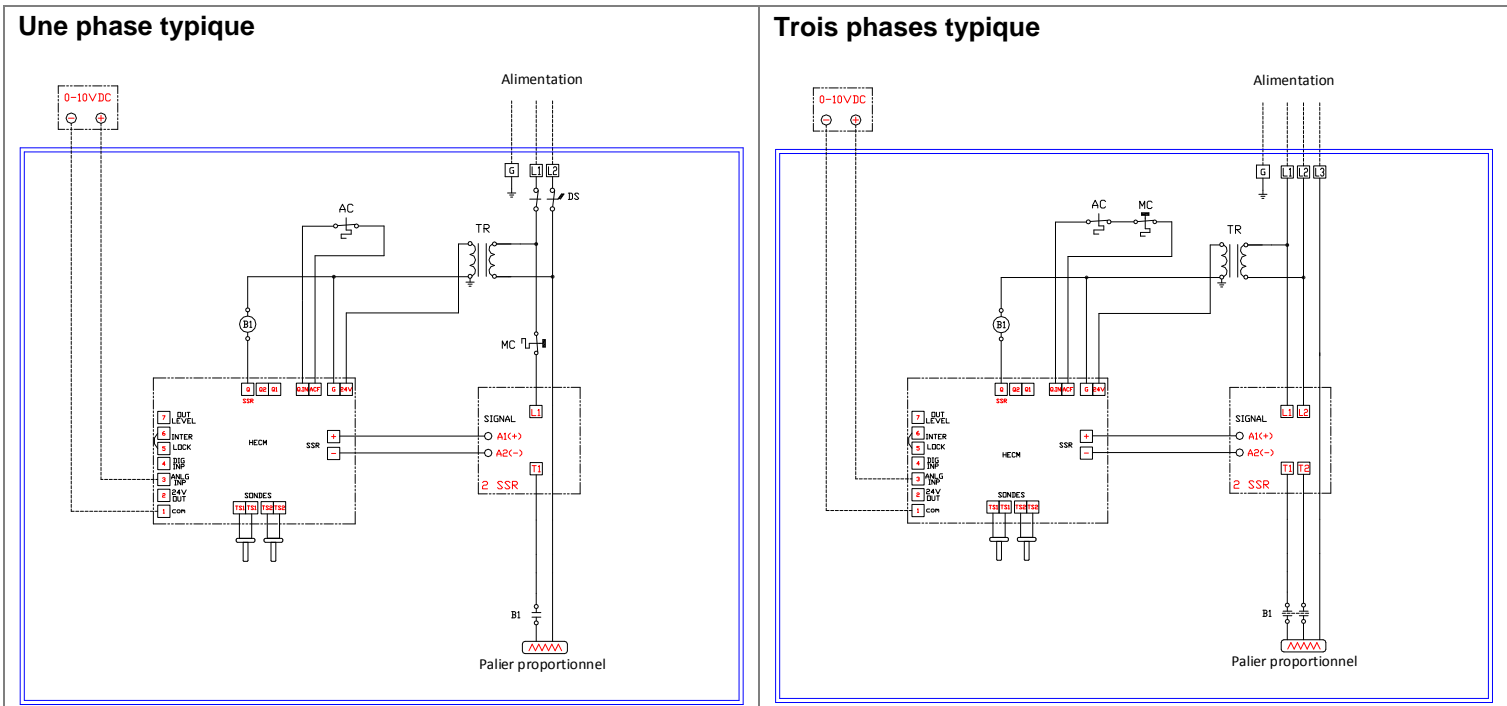 Une phase typique
Alimentation
0-10VDC
- +
G L1 L2
DS
AC
TR
B1
MC
Q Q2 Q1 Q.IN ACF G 24V
SSR
L1
7 OUT LEVEL
6 INTER
5 LOCK
4 DIG INP
3 ANLG INP
2 24V OUT
1 COM
HECM
SSR + -
SIGNAL
A1(+)
A2(-)
T1
2 SSR
SONDES
TS1 TS1 TS2 TS2
B1
Palier proportionnel
Trois phases typique
Alimentation
0-10VDC
- +
G L1 L2 L3
AC MC
TR
B1
Q Q2 Q1 Q.IN ACF G 24V
SSR
L1 L2
7 OUT LEVEL
6 INTER
5 LOCK
4 DIG INP
3 ANLG INP
2 24V OUT
1 COM
HECM
SSR + -
SIGNAL
A1(+)
A2(-)
T1 T2
2 SSR
SONDES
TS1 TS1 TS2 TS2
B1
Palier proportionnel